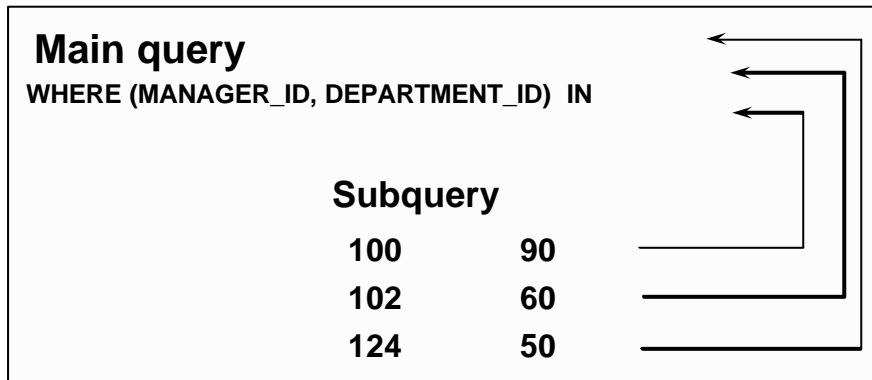 Main query
WHERE (MANAGER_ID, DEPARTMENT_ID) IN
Subquery
100 90
102 60
124 50